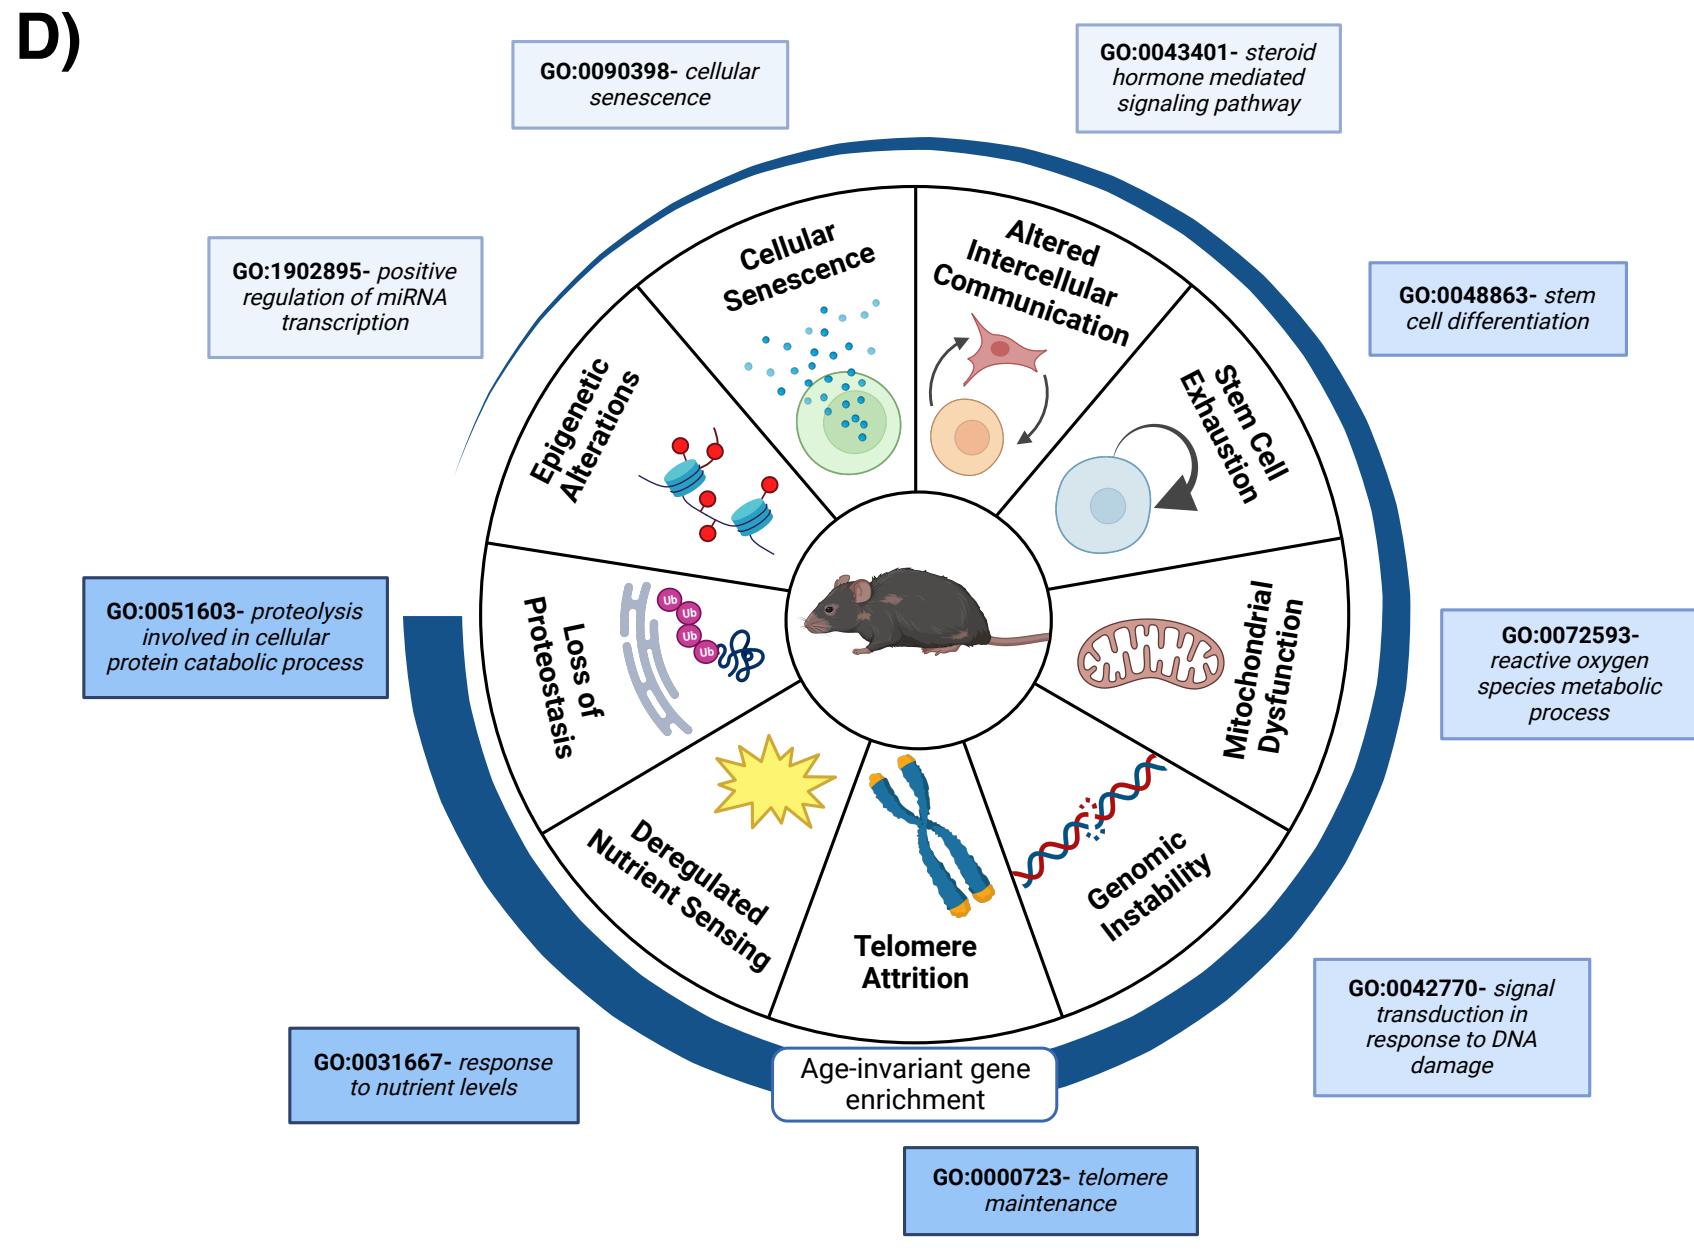 D)
GO:0090398- cellular
senescence
GO:0043401- steroid
hormone mediated
signaling pathway
GO:1902895- positive
regulation of miRNA
transcription
GO:0048863- stem
cell differentiation
GO:0051603- proteolysis
involved in cellular
protein catabolic process
GO:0072593-
reactive oxygen
species metabolic
process
GO:0042770- signal
transduction in
response to DNA
damage
GO:0031667- response
to nutrient levels
GO:0000723- telomere
maintenance
Cellular
Senescence
Altered
Intercellular
Communication
Stem Cell
Exhaustion
Mitochondrial
Dysfunction
Genomic
Instability
Telomere
Attrition
Deregulated
Nutrient Sensing
Loss of
Proteostasis
Ub
Ub
Ub
Ub
Epigenetic
Alterations
Age-invariant gene
enrichment